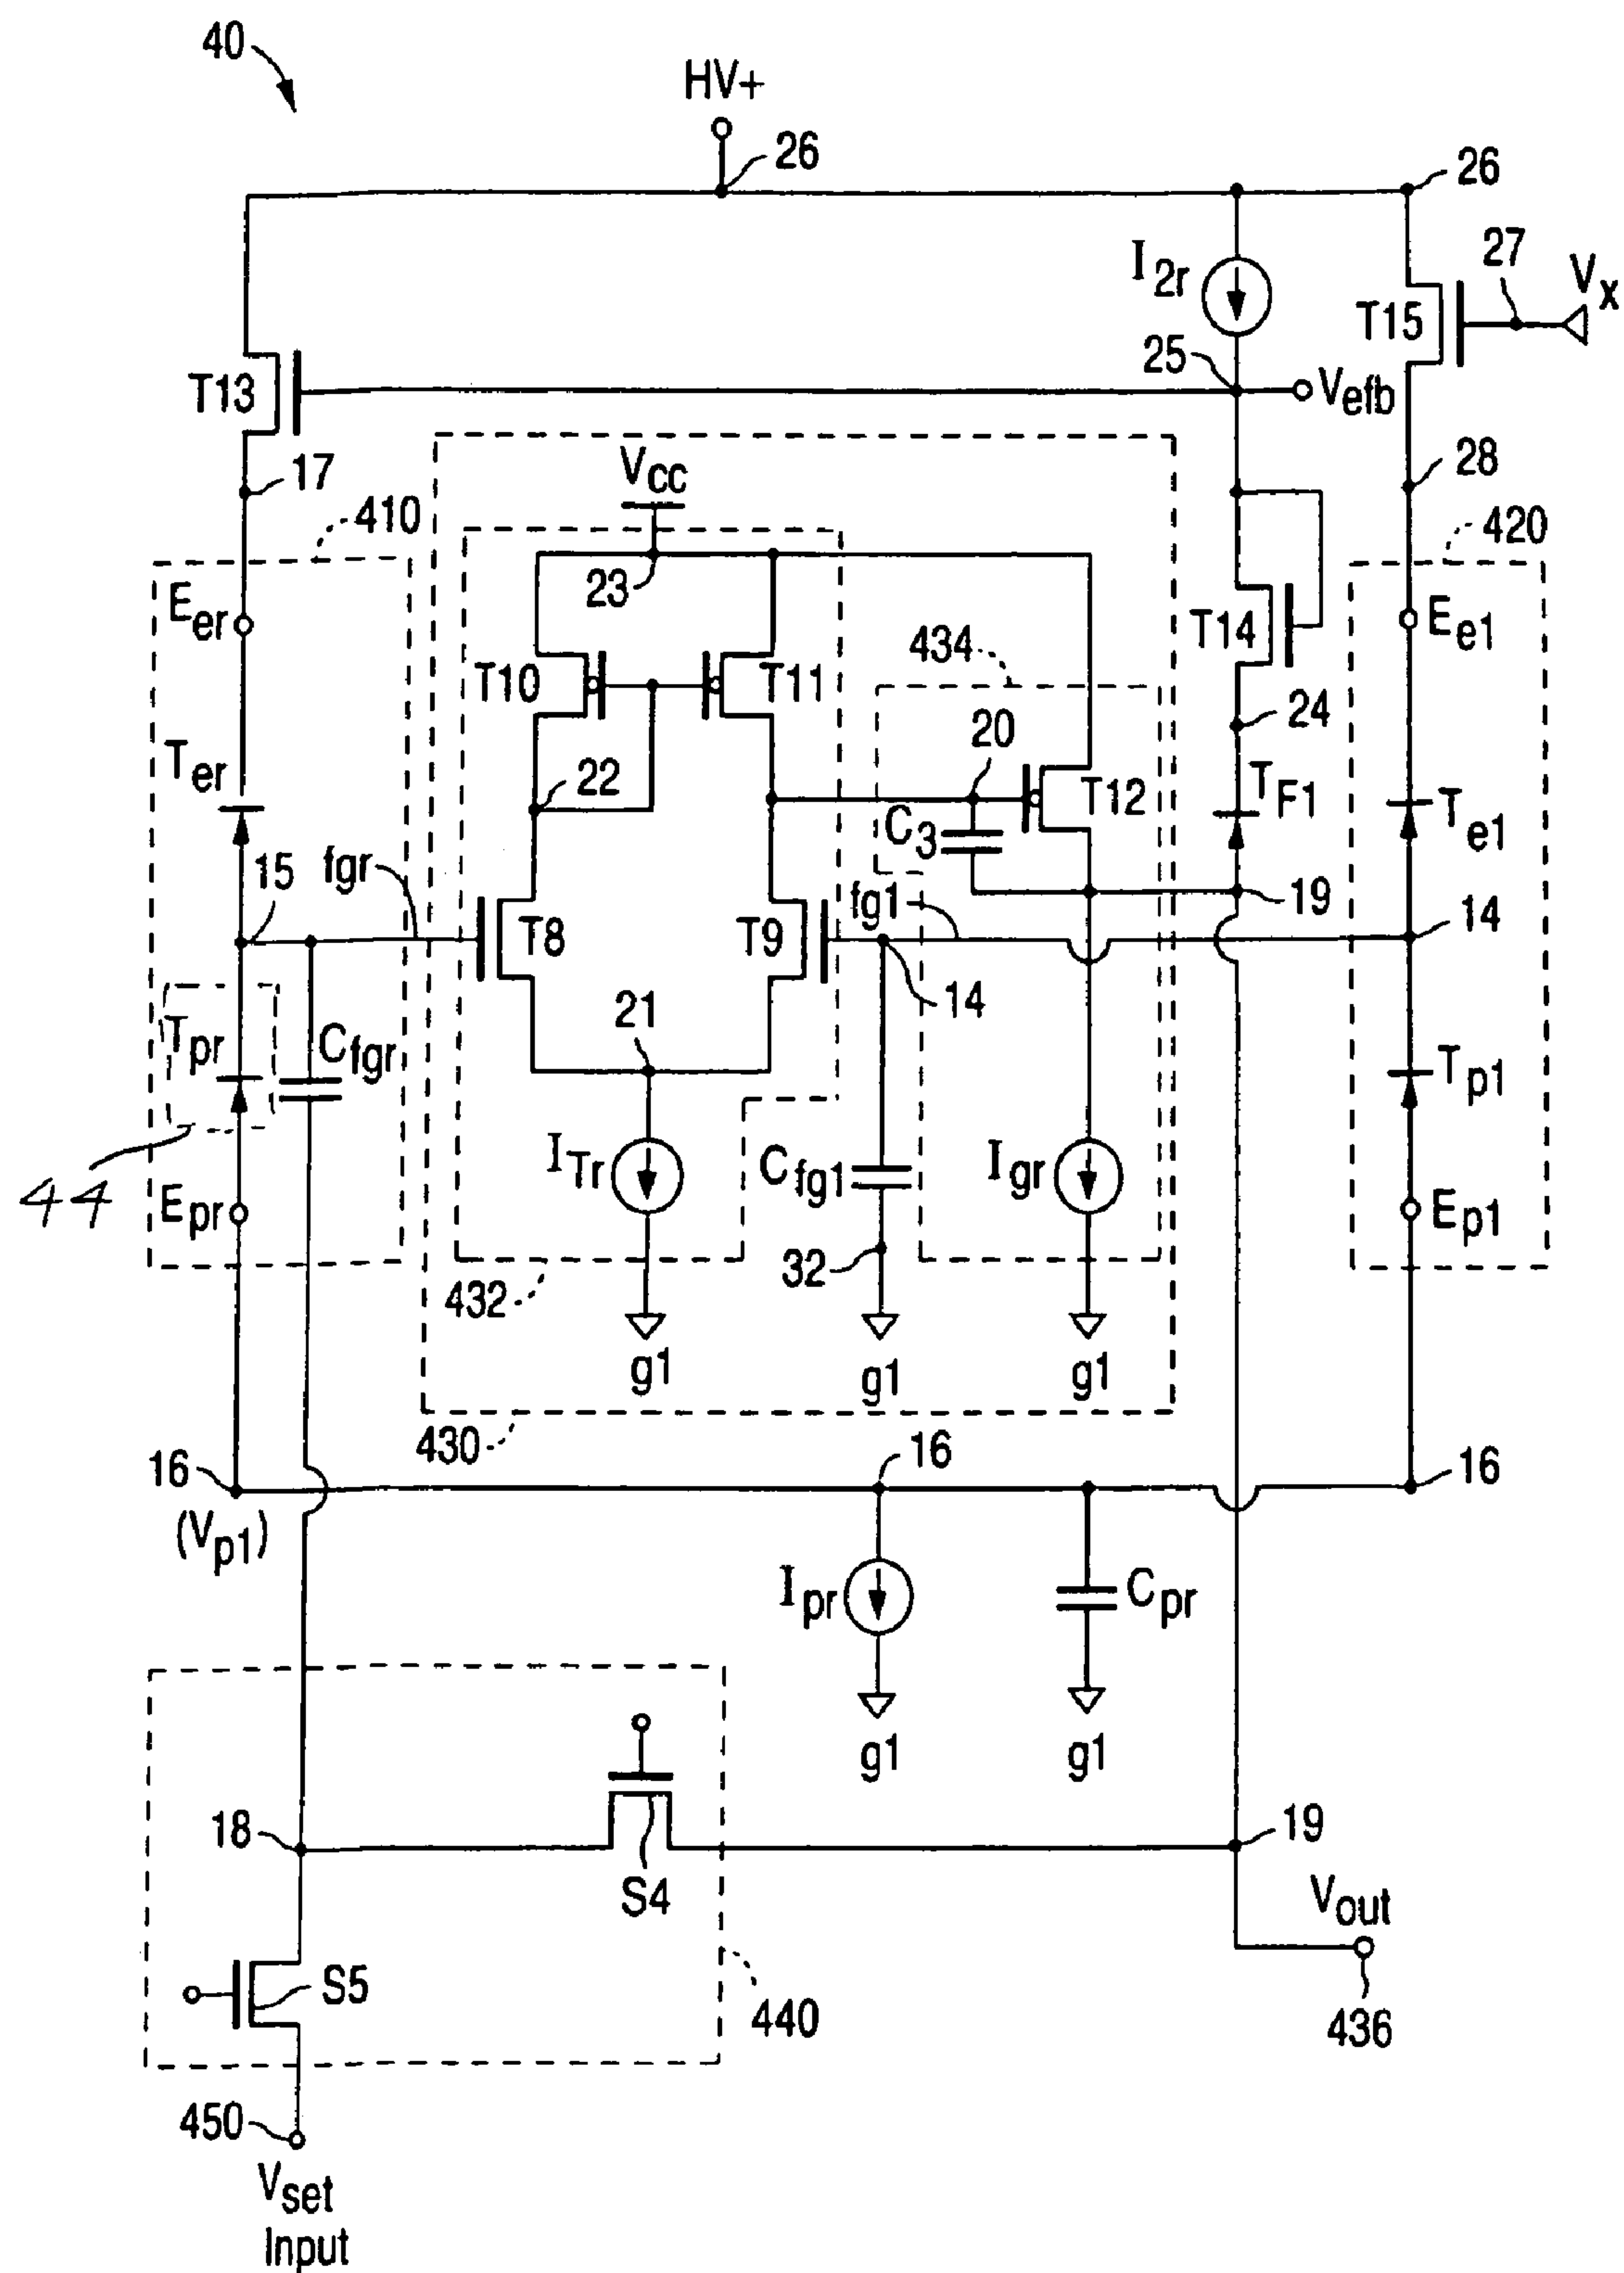 40
HV+
26
26
I2r
27
Vx
T15
T13
25
Vefb
17
Vcc
28
410
420
23
Eer
Ee1
T14
434
T10
T11
20
24
Ter
22
T12
TF1
Te1
C3
15
fgr
fg1
19
T8
T9
14
14
21
Tpr
Cfgr
Tp1
ITr
Cfg1
Igr
44
Epr
Ep1
32
432
g1
g1
g1
430
16
16
16
(Vp1)
Ipr
Cpr
g1
g1
18
19
S4
Vout
S5
440
436
450
Vset
Input